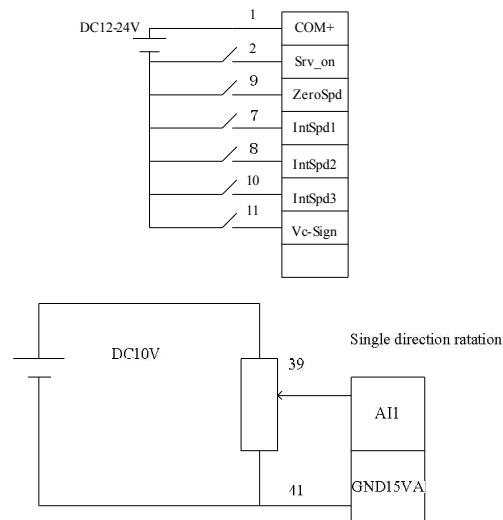 1
DC12-24V
COM+
2
Srv_on
9
ZeroSpd
7
IntSpd1
8
IntSpd2
10
IntSpd3
11
Vc-Sign
Single direction ratation
DC10V
39
AI1
41
GND15VA